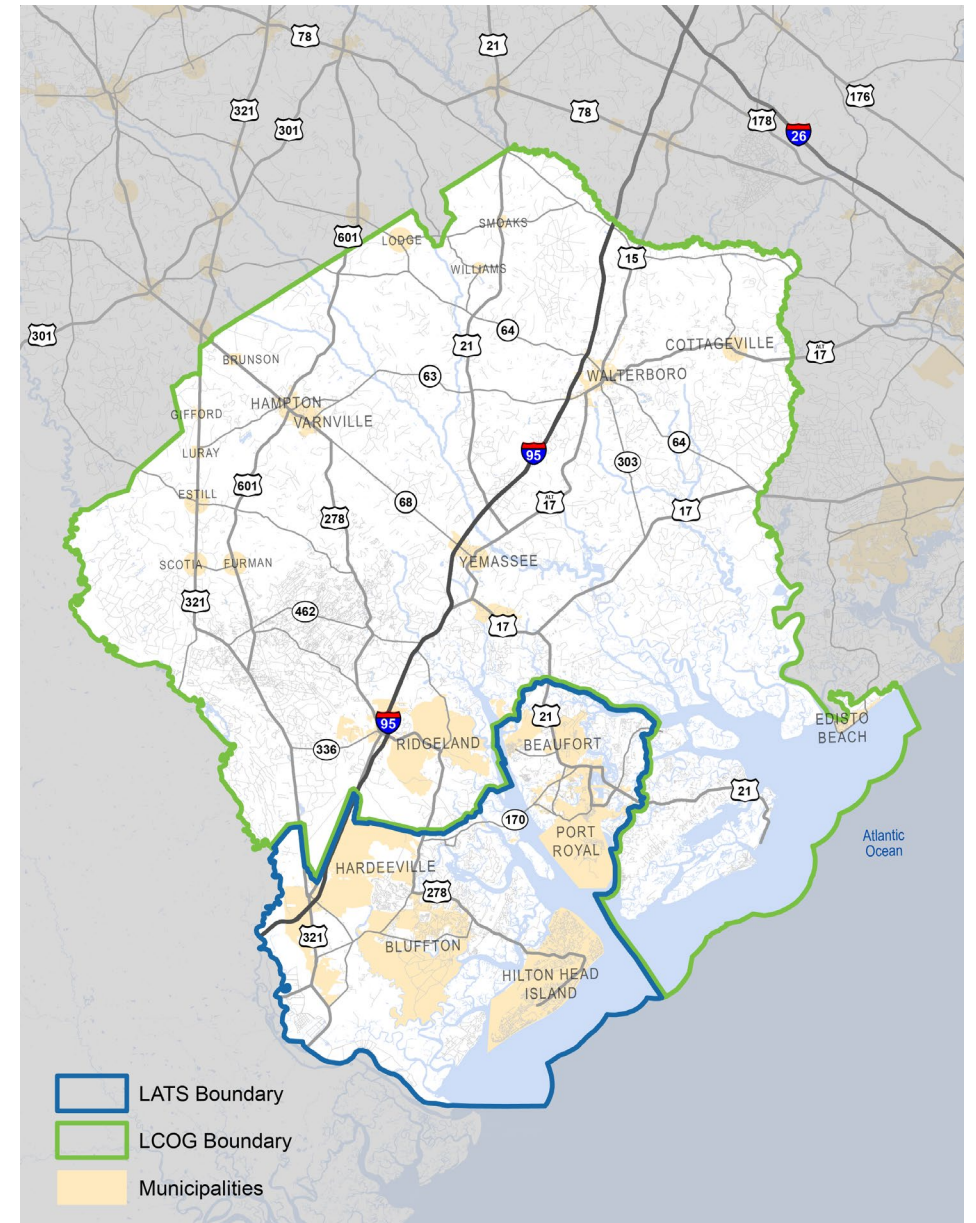 78
21
176
321
78
178
301
26
601
SMOAKS
LODGE
15
WILLIAMS
64
301
21
ALT
17
COTTAGEVILLE
BRUNSON
63
WALTERBORO
HAMPTON
GIFFORD
VARNVILLE
64
LURAY
95
303
601
ESTILL
68
ALT
17
17
278
YEMASSEE
SCOTIA
FURMAN
321
462
17
21
95
EDISTO
BEACH
RIDGELAND
BEAUFORT
336
21
170
PORT
ROYAL
Atlantic
Ocean
HARDEEVILLE
278
321
BLUFFTON
HILTON HEAD
ISLAND
LATS Boundary
LCOG Boundary
Municipalities